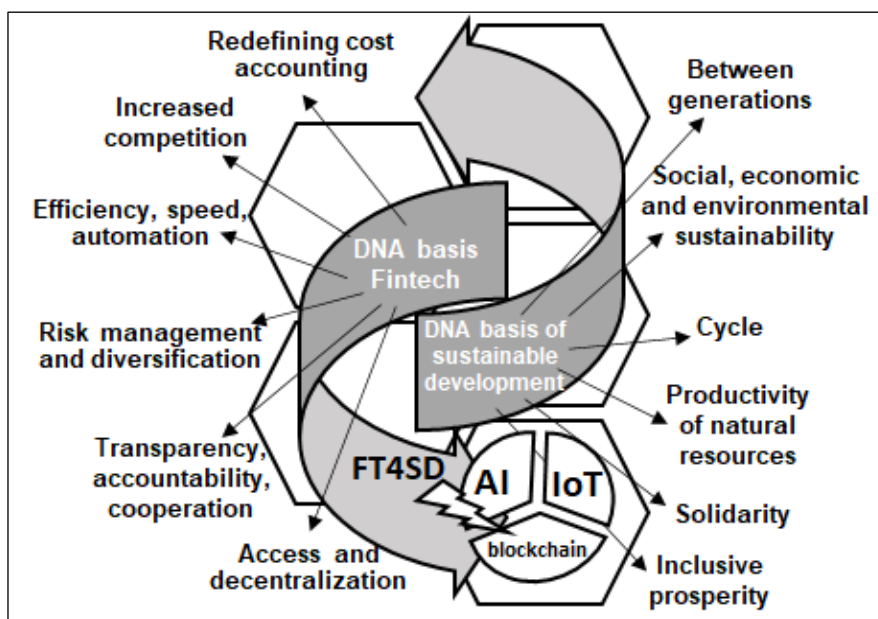 Redefining cost
accounting
Increased
competition
Efficiency, speed,
automation
Risk management
and diversification
Transparency,
accountability,
cooperation
Access and
decentralization
DNA basis
Fintech
DNA basis of
sustainable
development
Between
generations
Social, economic
and environmental
sustainability
Cycle
Productivity
of natural
resources
Solidarity
Inclusive
prosperity
FT4SD
AI
IoT
blockchain